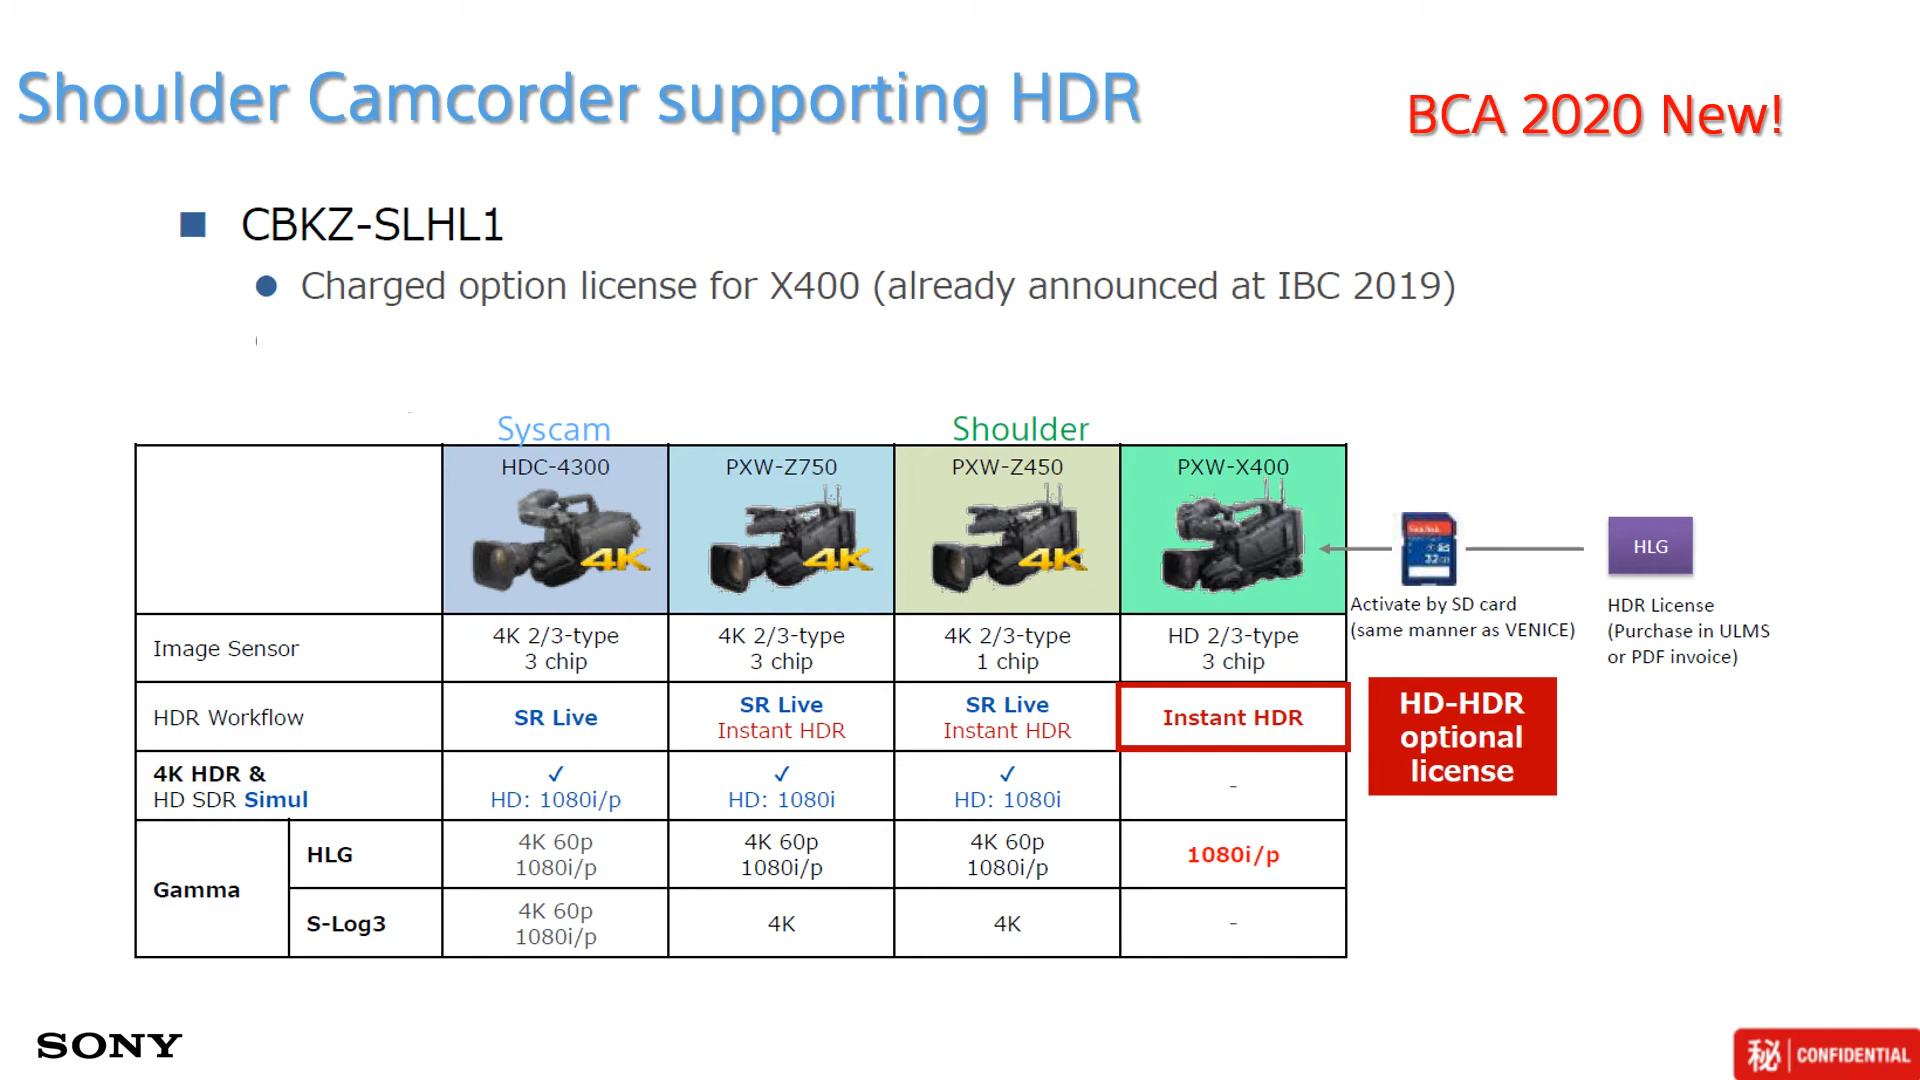 Shoulder Camcorder supporting HDR
BCA 2020 New!
CBKZ-SLHL1
Charged option license for X400 (already announced at IBC 2019)
Syscam
Shoulder
HDC-4300
PXW-Z750
PXW-Z450
PXW-X400
4K
4K
4K
HLG
Activate by SD card
(same manner as VENICE)
HDR License
(Purchase in ULMS
or PDF invoice)
Image Sensor
4K 2/3-type
3 chip
4K 2/3-type
3 chip
4K 2/3-type
1 chip
HD 2/3-type
3 chip
HDR Workflow
SR Live
SR Live
Instant HDR
SR Live
Instant HDR
Instant HDR
HD-HDR
optional
license
4K HDR &
HD SDR Simul
✓
HD: 1080i/p
✓
HD: 1080i
✓
HD: 1080i
-
Gamma
HLG
4K 60p
1080i/p
4K 60p
1080i/p
4K 60p
1080i/p
1080i/p
S-Log3
4K 60p
1080i/p
4K
4K
-
SONY
秘 CONFIDENTIAL